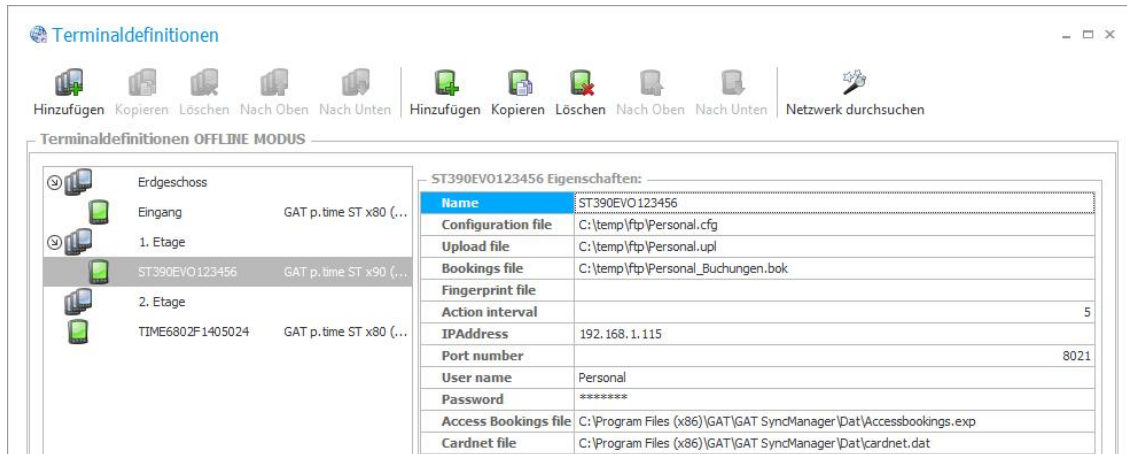 Terminaldefinitionen
Hinzufügen Kopieren Löschen Nach Oben Nach Unten Hinzufügen Kopieren Löschen Nach Oben Nach Unten Netzwerk durchsuchen
Terminaldefinitionen OFFLINE MODUS
Erdgeschoss
Eingang GAT p.time ST x80 (...
1. Etage
ST390EVO123456 GAT p.time ST x90 (...
2. Etage
TIME6802F1405024 GAT p.time ST x80 (...
ST390EVO123456 Eigenschaften:
Name ST390EVO123456
Configuration file C:\temp\ftp\Personal.cfg
Upload file C:\temp\ftp\Personal.upl
Bookings file C:\temp\ftp\Personal_Buchungen.bok
Fingerprint file
Action interval 5
IPAddress 192.168.1.115
Port number 8021
User name Personal
Password *******
Access Bookings file C:\Program Files (x86)\GAT\GAT SyncManager\Dat\Accessbookings.exp
Cardnet file C:\Program Files (x86)\GAT\GAT SyncManager\Dat\cardnet.dat